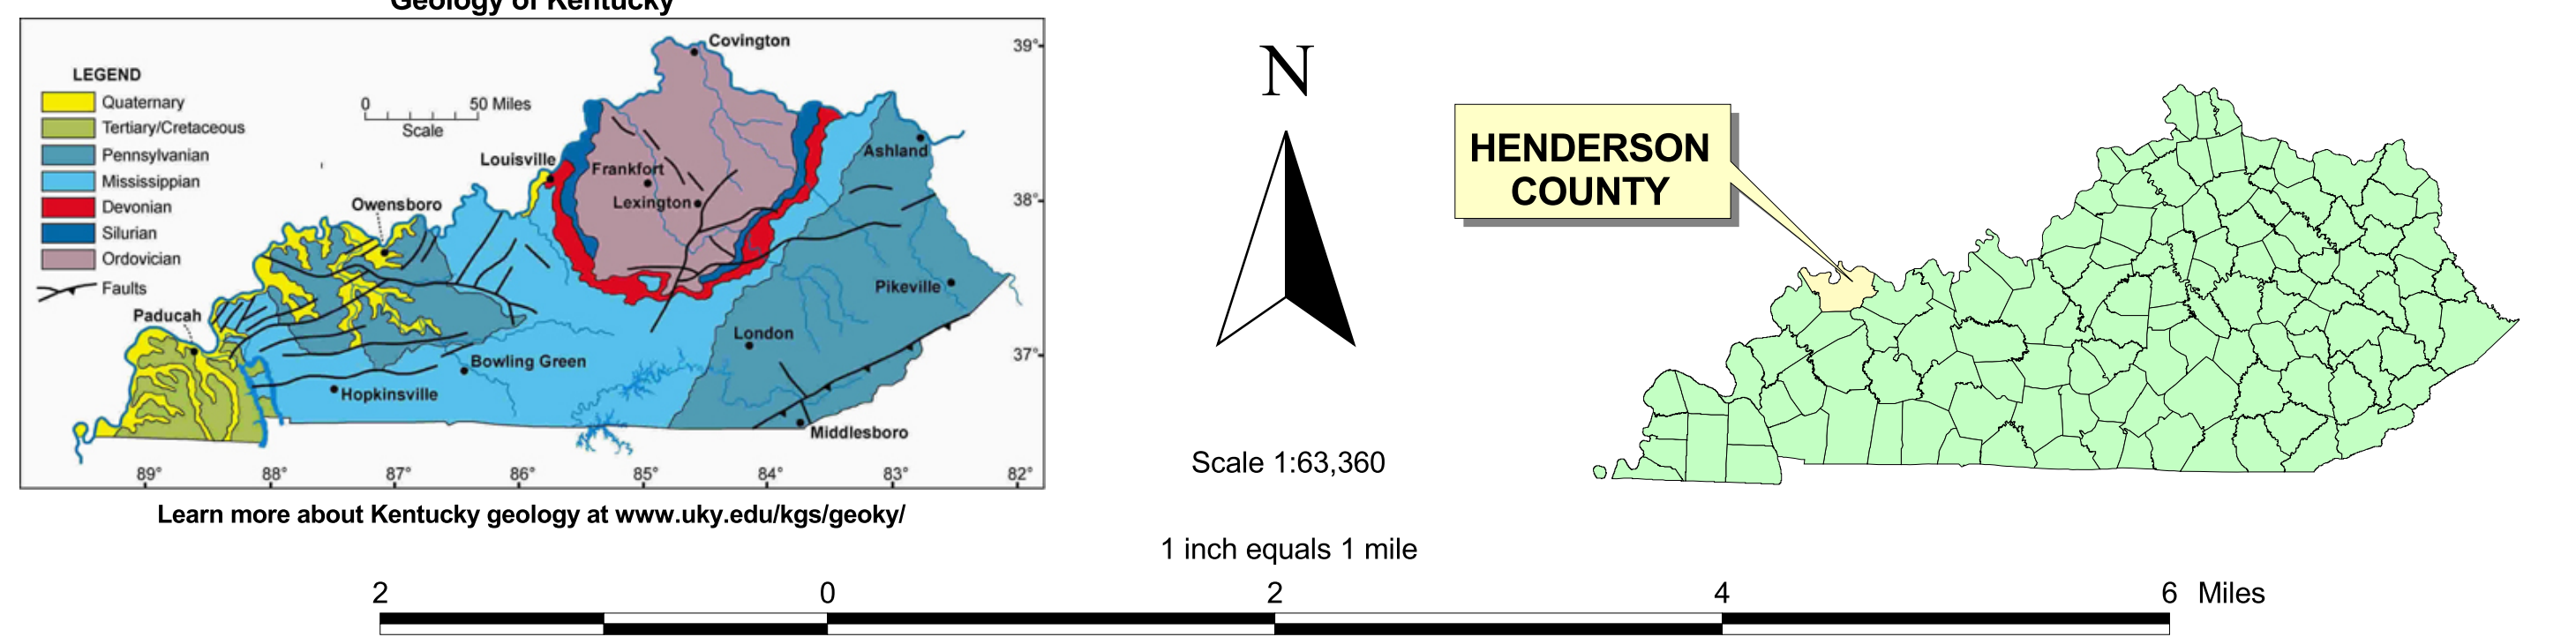 Geology of Kentucky
LEGEND
Quaternary
Tertiary/Cretaceous
Pennsylvanian
Mississippian
Devonian
Silurian
Ordovician
Faults
0 50 Miles
Scale
Covington
Louisville
Frankfort
Lexington
Ashland
Owensboro
Pikeville
Paducah
London
Bowling Green
Hopkinsville
Middlesboro
39°
38°
37°
89° 88° 87° 86° 85° 84° 83° 82°
Learn more about Kentucky geology at www.uky.edu/kgs/geoky/
N
Scale 1:63,360
1 inch equals 1 mile
HENDERSON
COUNTY
2 0 2 4 6 Miles